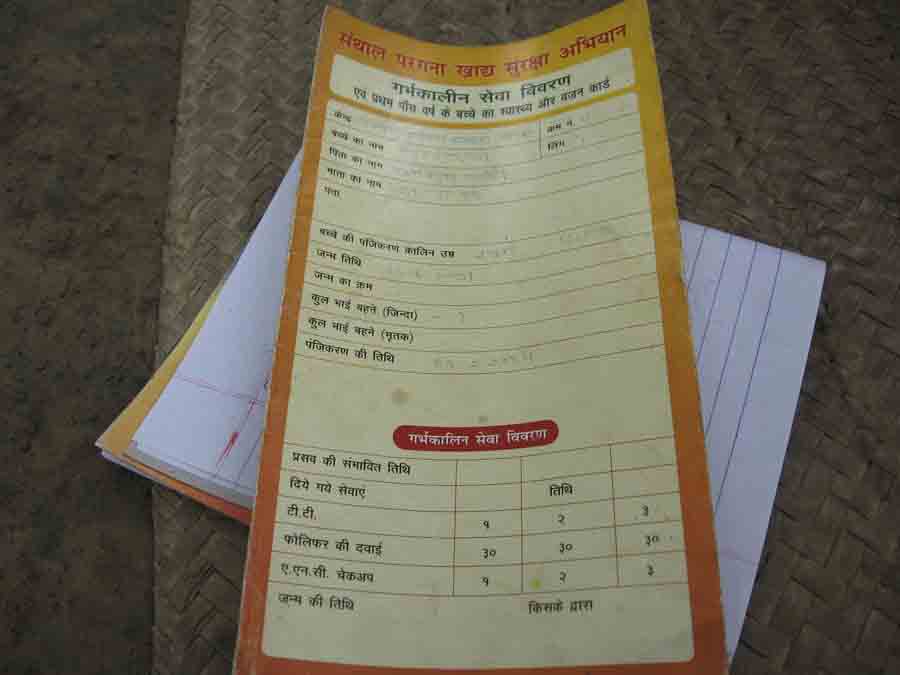 संथाल परगना खाद्य सुरक्षा अभियान
गर्भकालीन सेवा विवरण
एवं प्रथम पाँच वर्ष के बच्चे का स्वास्थ्य और वजन कार्ड
केन्द्र क्रम नं.
बच्चे का नाम लिंग
पिता का नाम
माता का नाम
पता
बच्चे की पंजिकरण कालिन उम्र
जन्म तिथि
जन्म का क्रम
कुल भाई बहने (जिन्दा)
कुल भाई बहने (मृतक)
पंजिकरण की तिथि
गर्भकालिन सेवा विवरण
प्रसव की संभावित तिथि
दिये गये सेवाएं तिथि
टी.टी. १ २ ३
फोलिफर की दवाई ३० ३० ३०
ए.एन.सी. चेकअप १ २ ३
जन्म की तिथि किसके द्वारा